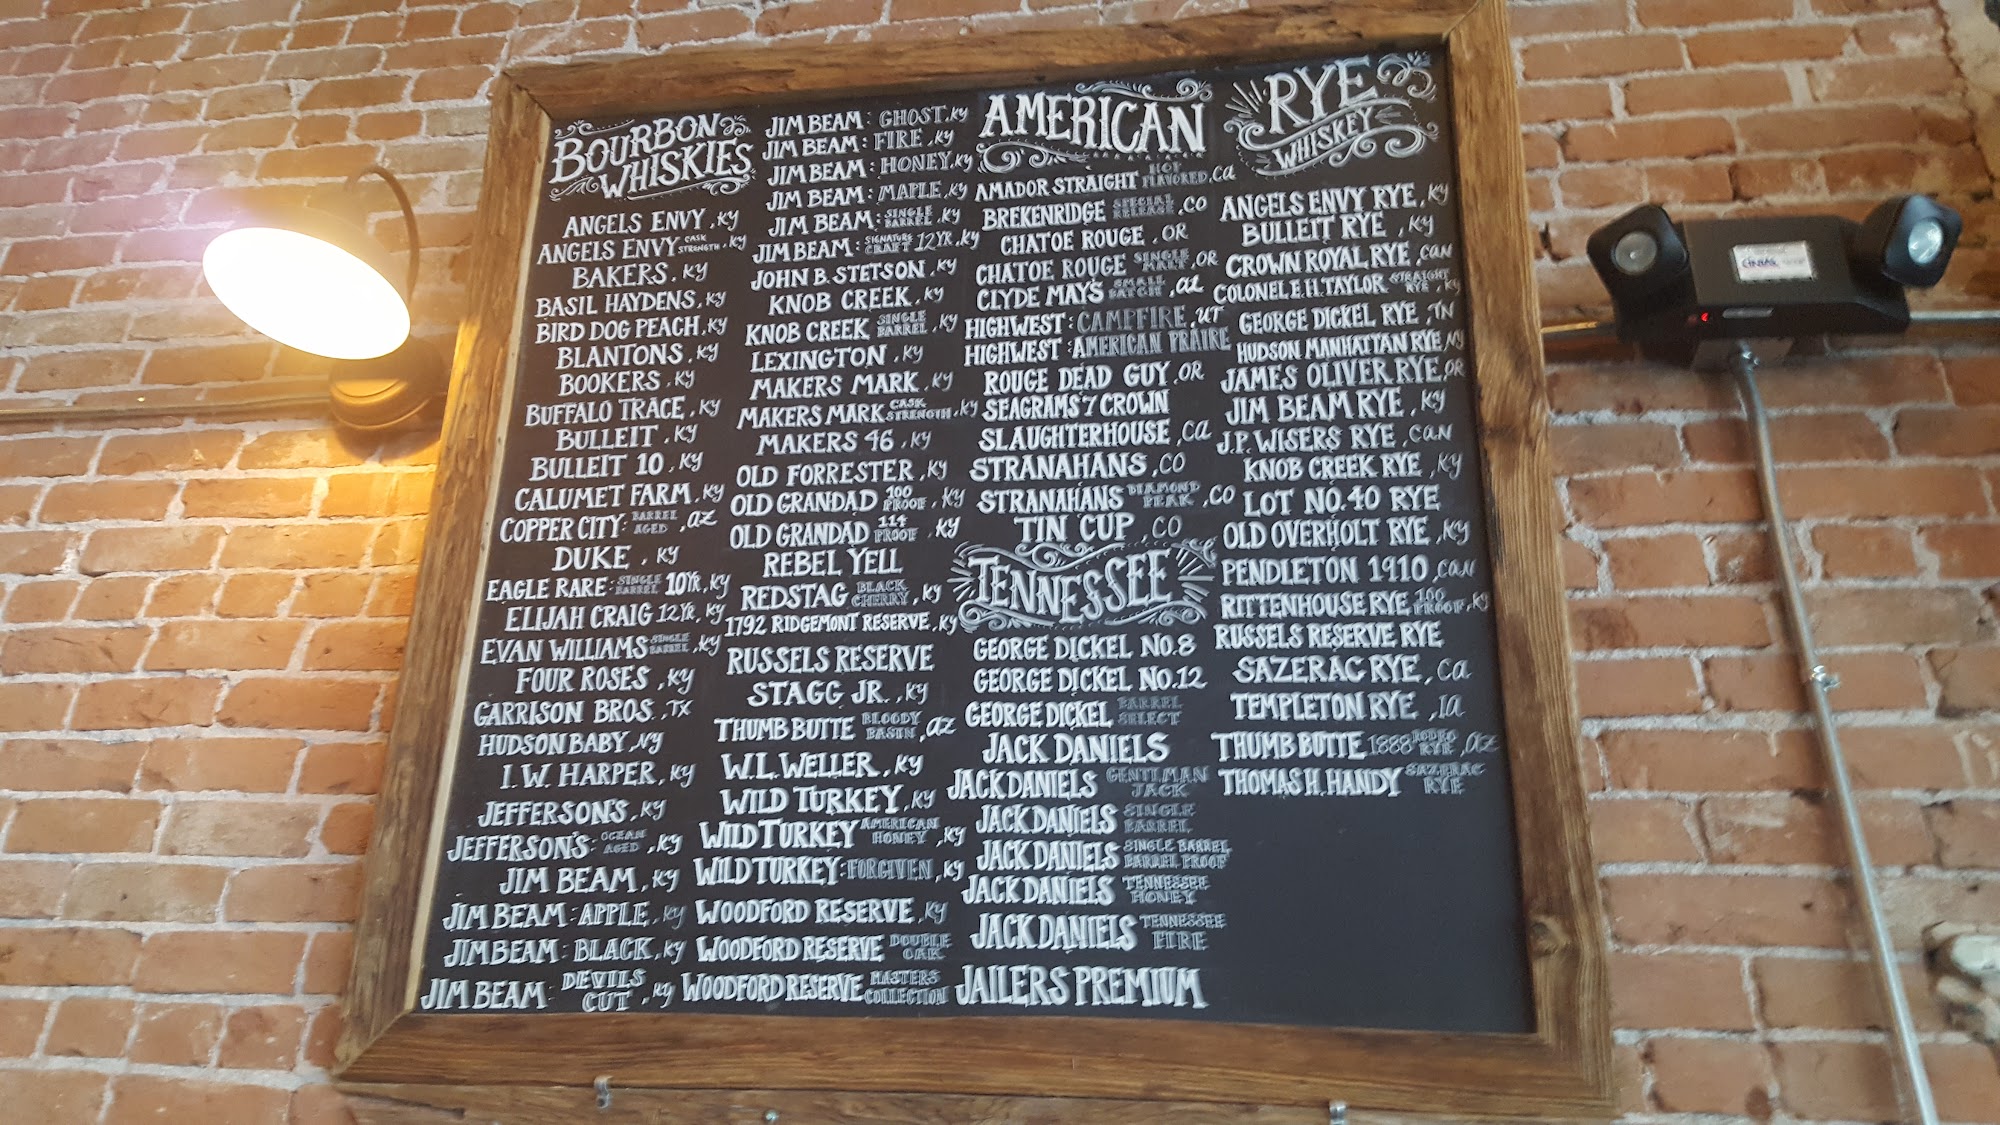 BOURBON
WHISKIES
ANGELS ENVY, KY
ANGELS ENVY CASK STRENGTH, KY
BAKERS, KY
BASIL HAYDENS, KY
BIRD DOG PEACH, KY
BLANTONS, KY
BOOKERS, KY
BUFFALO TRACE, KY
BULLEIT, KY
BULLEIT 10, KY
CALUMET FARM, KY
COPPER CITY: BARREL AGED, AZ
DUKE, KY
EAGLE RARE: SINGLE BARREL 10YR, KY
ELIJAH CRAIG 12YR, KY
EVAN WILLIAMS SINGLE BARREL, KY
FOUR ROSES, KY
GARRISON BROS., TX
HUDSON BABY, NY
I.W. HARPER, KY
JEFFERSON'S, KY
JEFFERSON'S: OCEAN AGED, KY
JIM BEAM, KY
JIM BEAM: APPLE, KY
JIM BEAM: BLACK, KY
JIM BEAM: DEVILS CUT, KY
JIM BEAM: GHOST, KY
JIM BEAM: FIRE, KY
JIM BEAM: HONEY, KY
JIM BEAM: MAPLE, KY
JIM BEAM: SINGLE BARREL, KY
JIM BEAM: SIGNATURE CRAFT 12YR, KY
JOHN B. STETSON, KY
KNOB CREEK, KY
KNOB CREEK SINGLE BARREL, KY
LEXINGTON, KY
MAKERS MARK, KY
MAKERS MARK CASK STRENGTH, KY
MAKERS 46, KY
OLD FORRESTER, KY
OLD GRANDAD 100 PROOF, KY
OLD GRANDAD 114 PROOF, KY
REBEL YELL
REDSTAG BLACK CHERRY, KY
1792 RIDGEMONT RESERVE, KY
RUSSELS RESERVE
STAGG JR., KY
THUMB BUTTE BLOODY BASIN, AZ
W.L. WELLER, KY
WILD TURKEY, KY
WILD TURKEY AMERICAN HONEY, KY
WILD TURKEY: FORGIVEN, KY
WOODFORD RESERVE, KY
WOODFORD RESERVE DOUBLE OAK
WOODFORD RESERVE MASTERS COLLECTION
AMERICAN
AMADOR STRAIGHT HOP FLAVORED, CA
BREKENRIDGE SPECIAL RELEASE, CO
CHATOE ROUGE, OR
CHATOE ROUGE SINGLE MALT, OR
CLYDE MAY'S SMALL BATCH, AL
HIGHWEST: CAMPFIRE, UT
HIGHWEST: AMERICAN PRAIRE
ROUGE DEAD GUY, OR
SEAGRAMS 7 CROWN
SLAUGHTERHOUSE, CA
STRANAHANS, CO
STRANAHANS DIAMOND PEAK, CO
TIN CUP, CO
TENNESSEE
GEORGE DICKEL NO.8
GEORGE DICKEL NO.12
GEORGE DICKEL BARREL SELECT
JACK DANIELS
JACK DANIELS GENTLMAN JACK
JACK DANIELS SINGLE BARREL
JACK DANIELS SINGLE BARREL BARREL PROOF
JACK DANIELS TENNESSEE HONEY
JACK DANIELS TENNESSEE FIRE
JAILERS PREMIUM
RYE
WHISKEY
ANGELS ENVY RYE, KY
BULLEIT RYE, KY
CROWN ROYAL RYE, CAN
COLONEL E.H. TAYLOR STRAIGHT RYE, KY
GEORGE DICKEL RYE, TN
HUDSON MANHATTAN RYE, NY
JAMES OLIVER RYE, OR
JIM BEAM RYE, KY
J.P. WISERS RYE, CAN
KNOB CREEK RYE, KY
LOT NO. 40 RYE
OLD OVERHOLT RYE, KY
PENDLETON 1910, CAN
RITTENHOUSE RYE 100 PROOF, KY
RUSSELS RESERVE RYE
SAZERAC RYE, CA
TEMPLETON RYE, IA
THUMB BUTTE 1888 RODEO RYE, AZ
THOMAS H. HANDY SAZERAC RYE